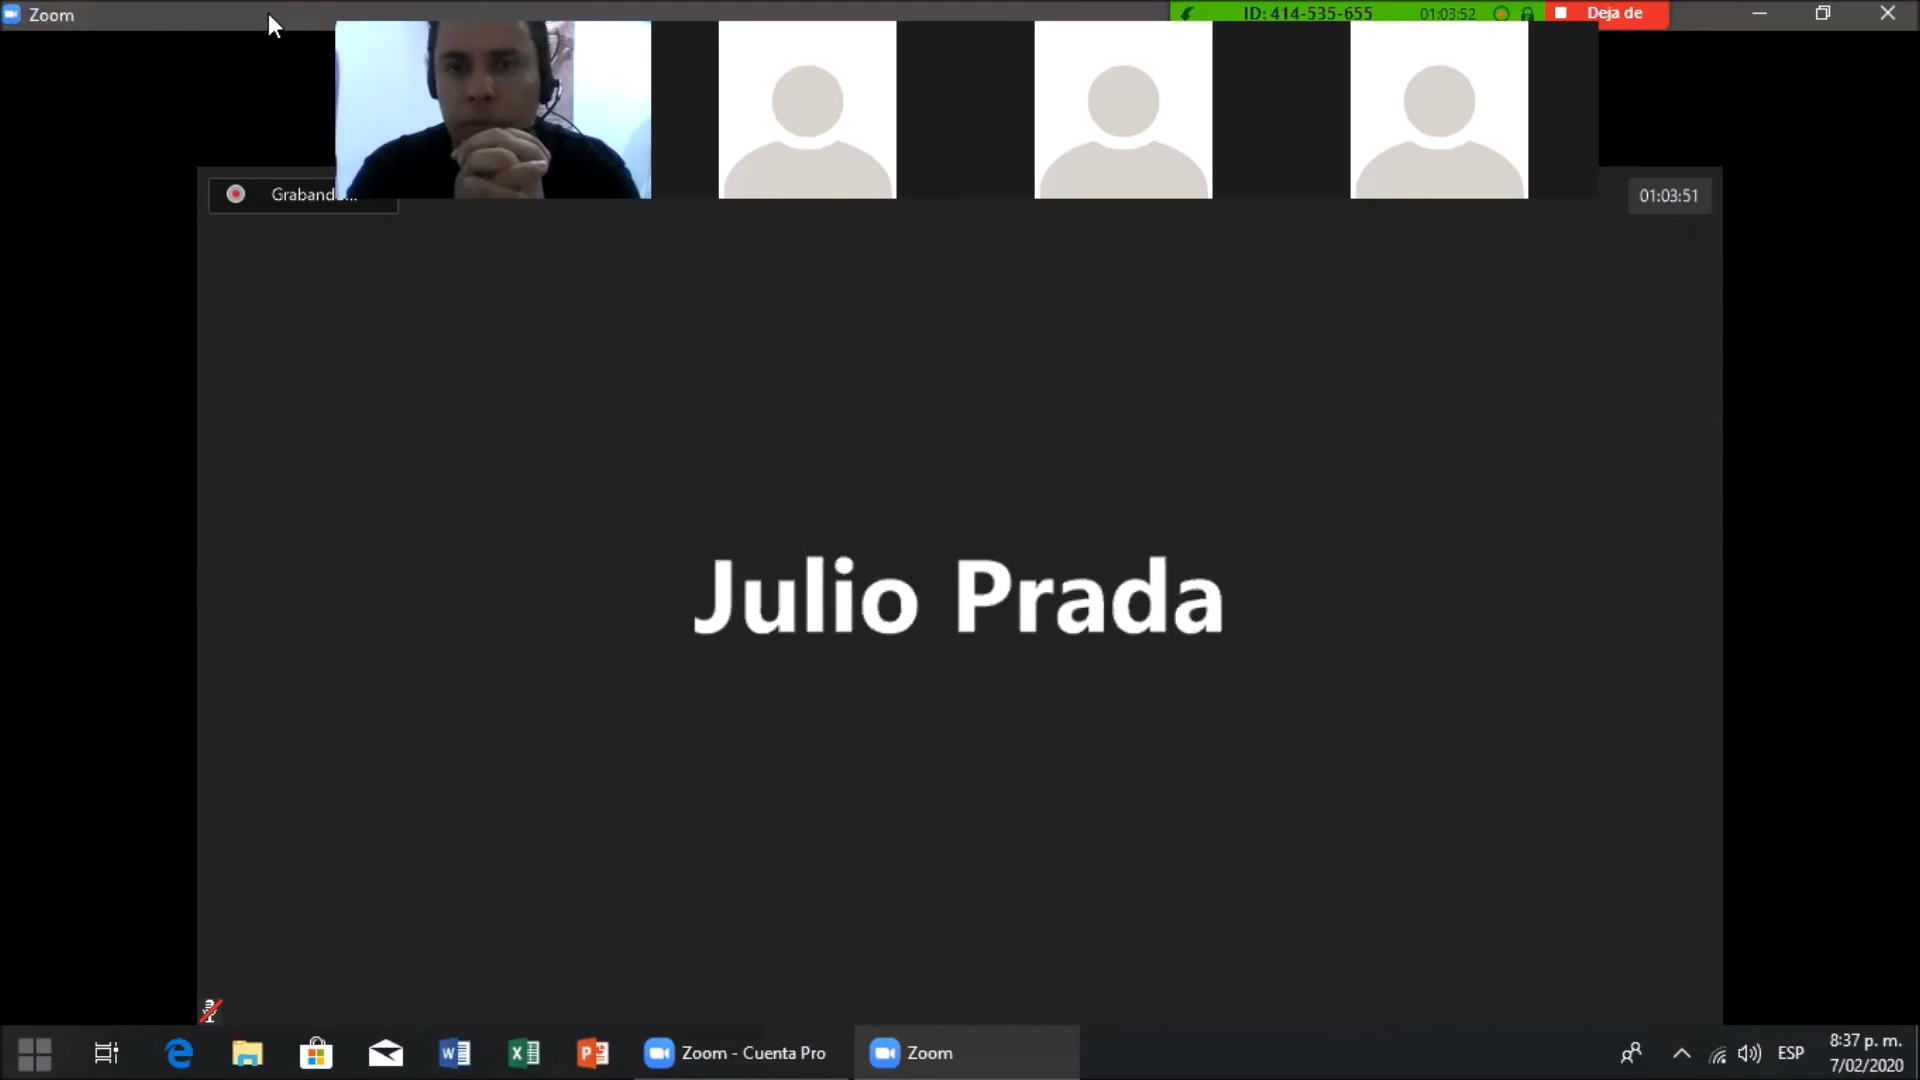 Zoom
ID: 414-535-655
01:03:52
Deja de
01:03:51
Julio Prada
Zoom - Cuenta Pro
Zoom
ESP
8:37 p. m.
7/02/2020